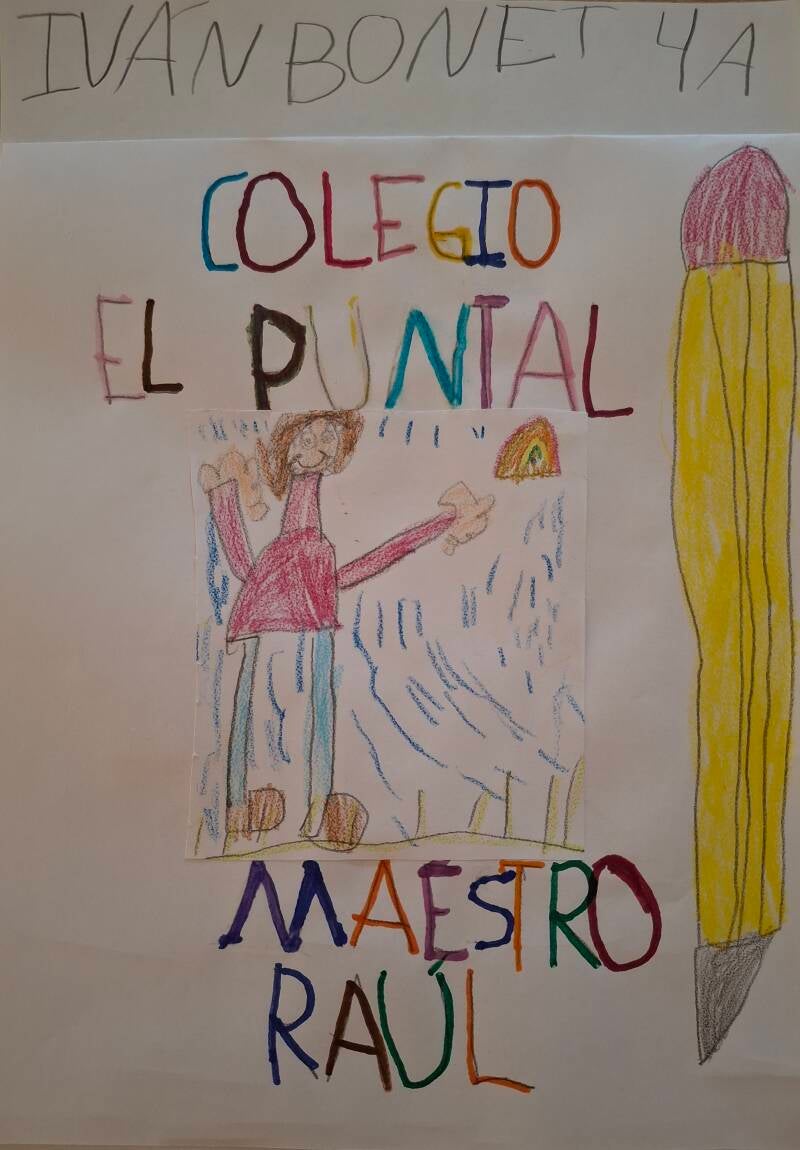 IVÁN BONET 4A
COLEGIO
EL PUNTAL
MAESTRO
RAÚL